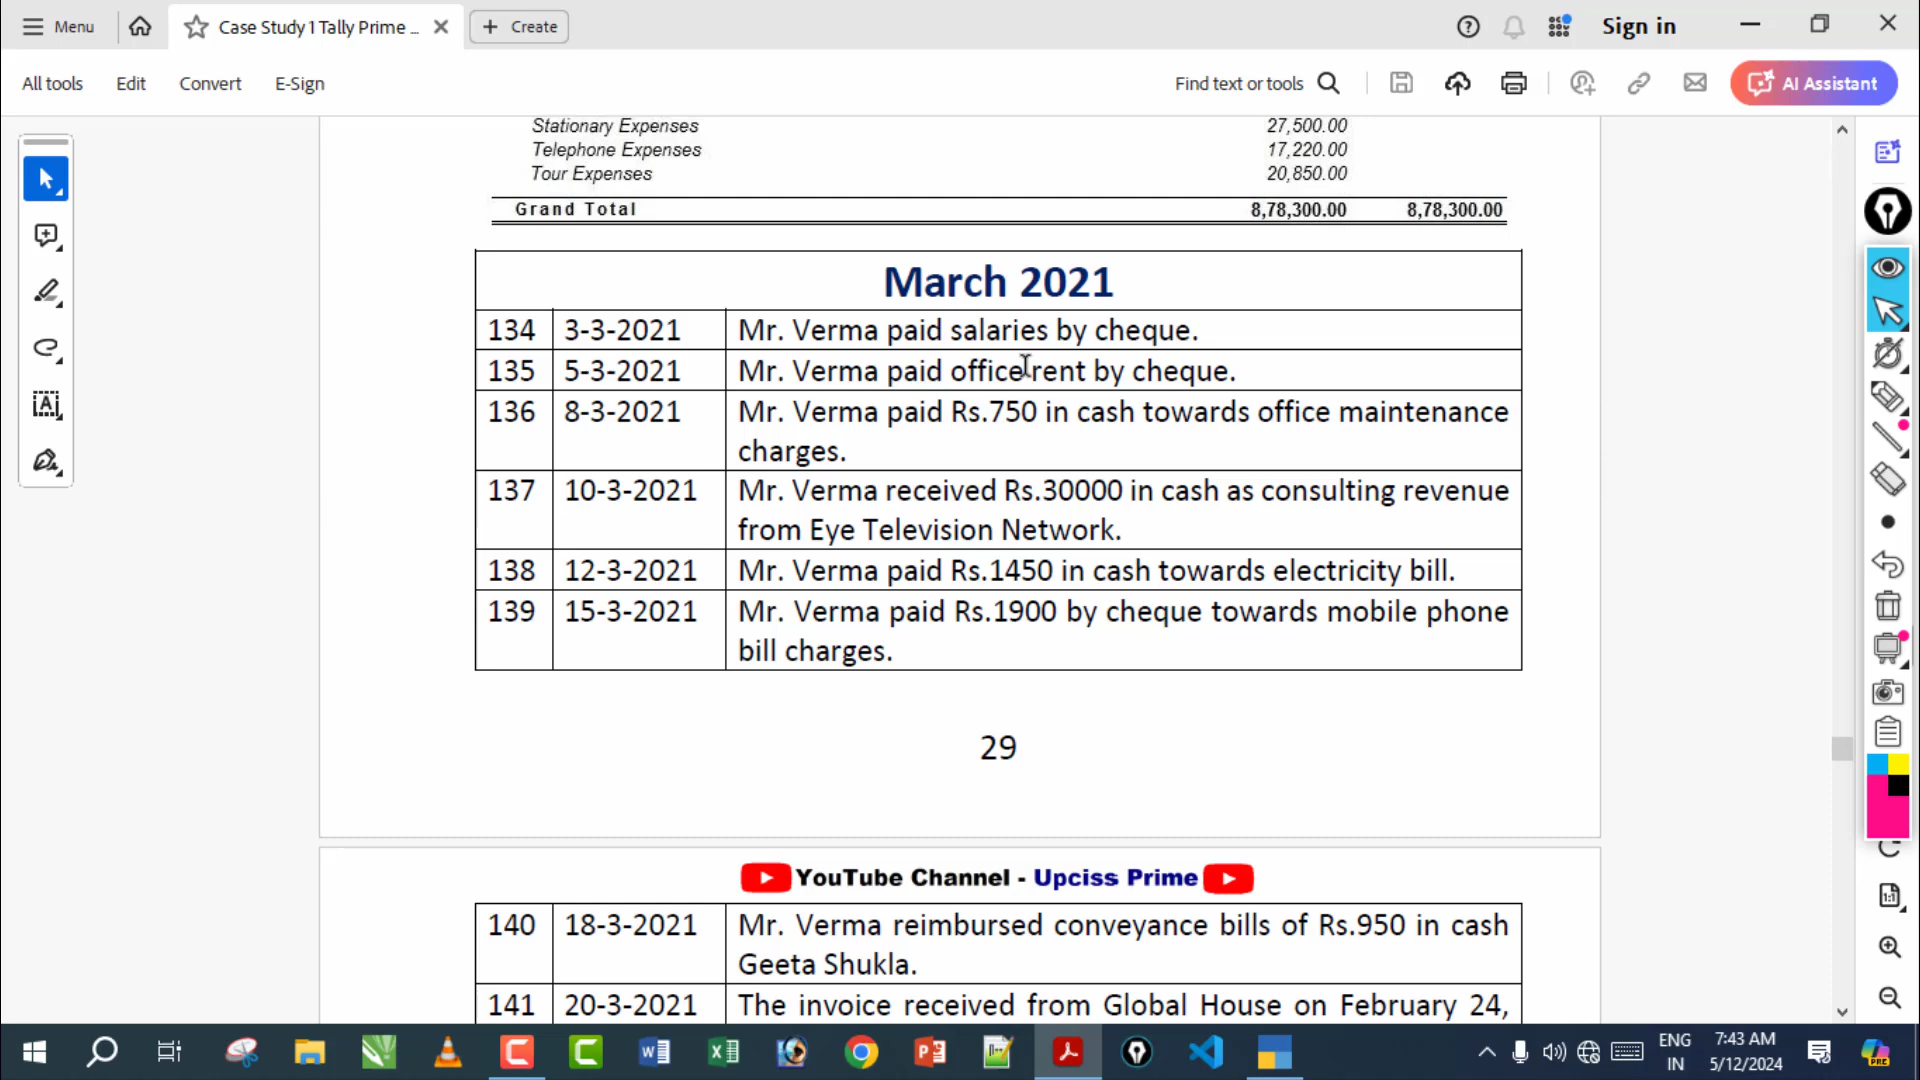 Menu
Case Study 1 Tally Prime ...
Create
Sign in
All tools
Edit
Convert
E-Sign
Find text or tools
AI Assistant
Stationary Expenses 27,500.00
Telephone Expenses 17,220.00
Tour Expenses 20,850.00
Grand Total 8,78,300.00 8,78,300.00
March 2021
134 3-3-2021 Mr. Verma paid salaries by cheque.
135 5-3-2021 Mr. Verma paid office rent by cheque.
136 8-3-2021 Mr. Verma paid Rs.750 in cash towards office maintenance
charges.
137 10-3-2021 Mr. Verma received Rs.30000 in cash as consulting revenue
from Eye Television Network.
138 12-3-2021 Mr. Verma paid Rs.1450 in cash towards electricity bill.
139 15-3-2021 Mr. Verma paid Rs.1900 by cheque towards mobile phone
bill charges.
29
YouTube Channel - Upciss Prime
140 18-3-2021 Mr. Verma reimbursed conveyance bills of Rs.950 in cash
Geeta Shukla.
141 20-3-2021 The invoice received from Global House on February 24,
ENG
IN
7:43 AM
5/12/2024